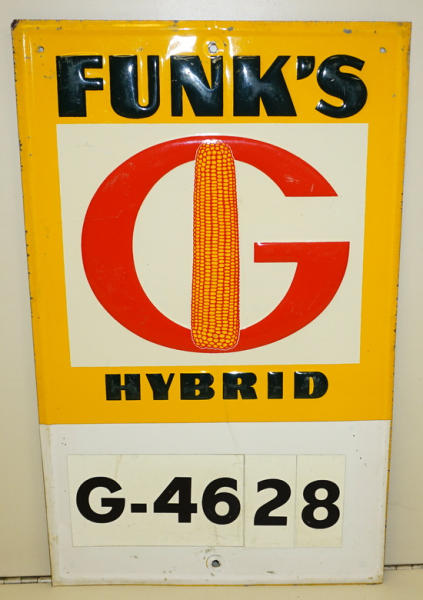 FUNK'S
G
HYBRID
G-4628